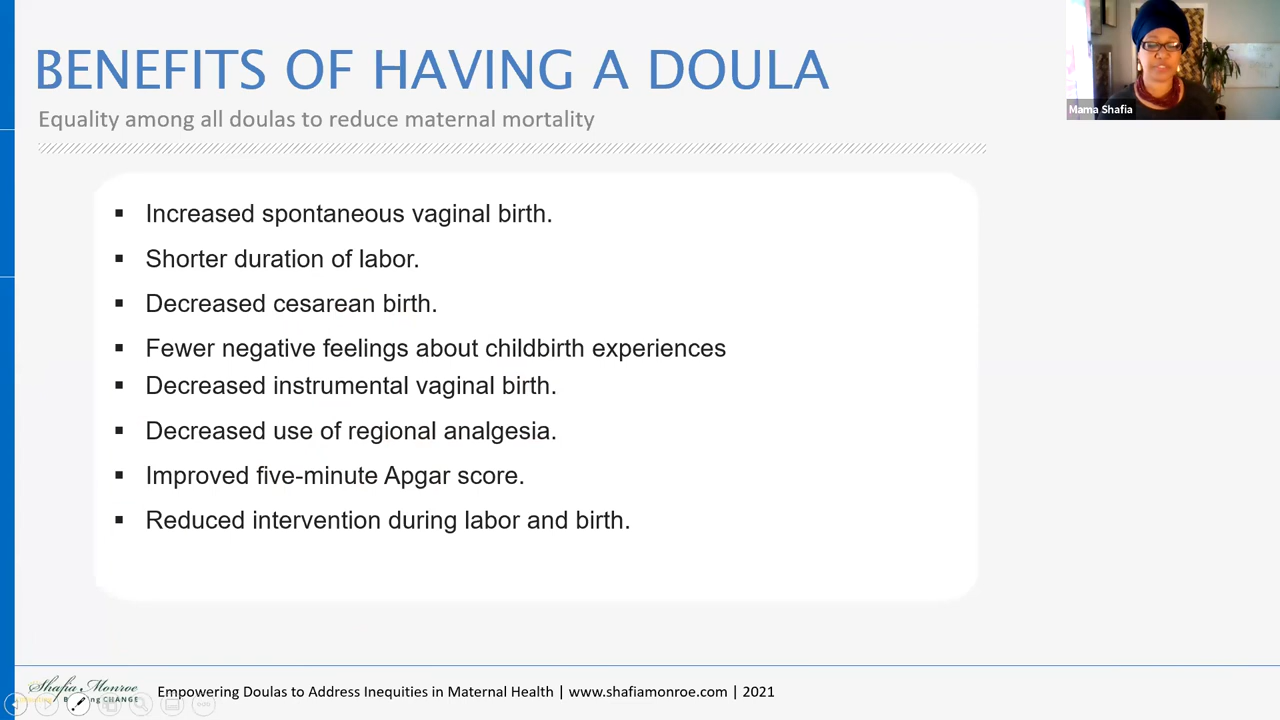 BENEFITS OF HAVING A DOULA
Equality among all doulas to reduce maternal mortality
Mama Shafia
▪ Increased spontaneous vaginal birth.
▪ Shorter duration of labor.
▪ Decreased cesarean birth.
▪ Fewer negative feelings about childbirth experiences
▪ Decreased instrumental vaginal birth.
▪ Decreased use of regional analgesia.
▪ Improved five-minute Apgar score.
▪ Reduced intervention during labor and birth.
Shafia Monroe
CHANGE
Empowering Doulas to Address Inequities in Maternal Health | www.shafiamonroe.com | 2021